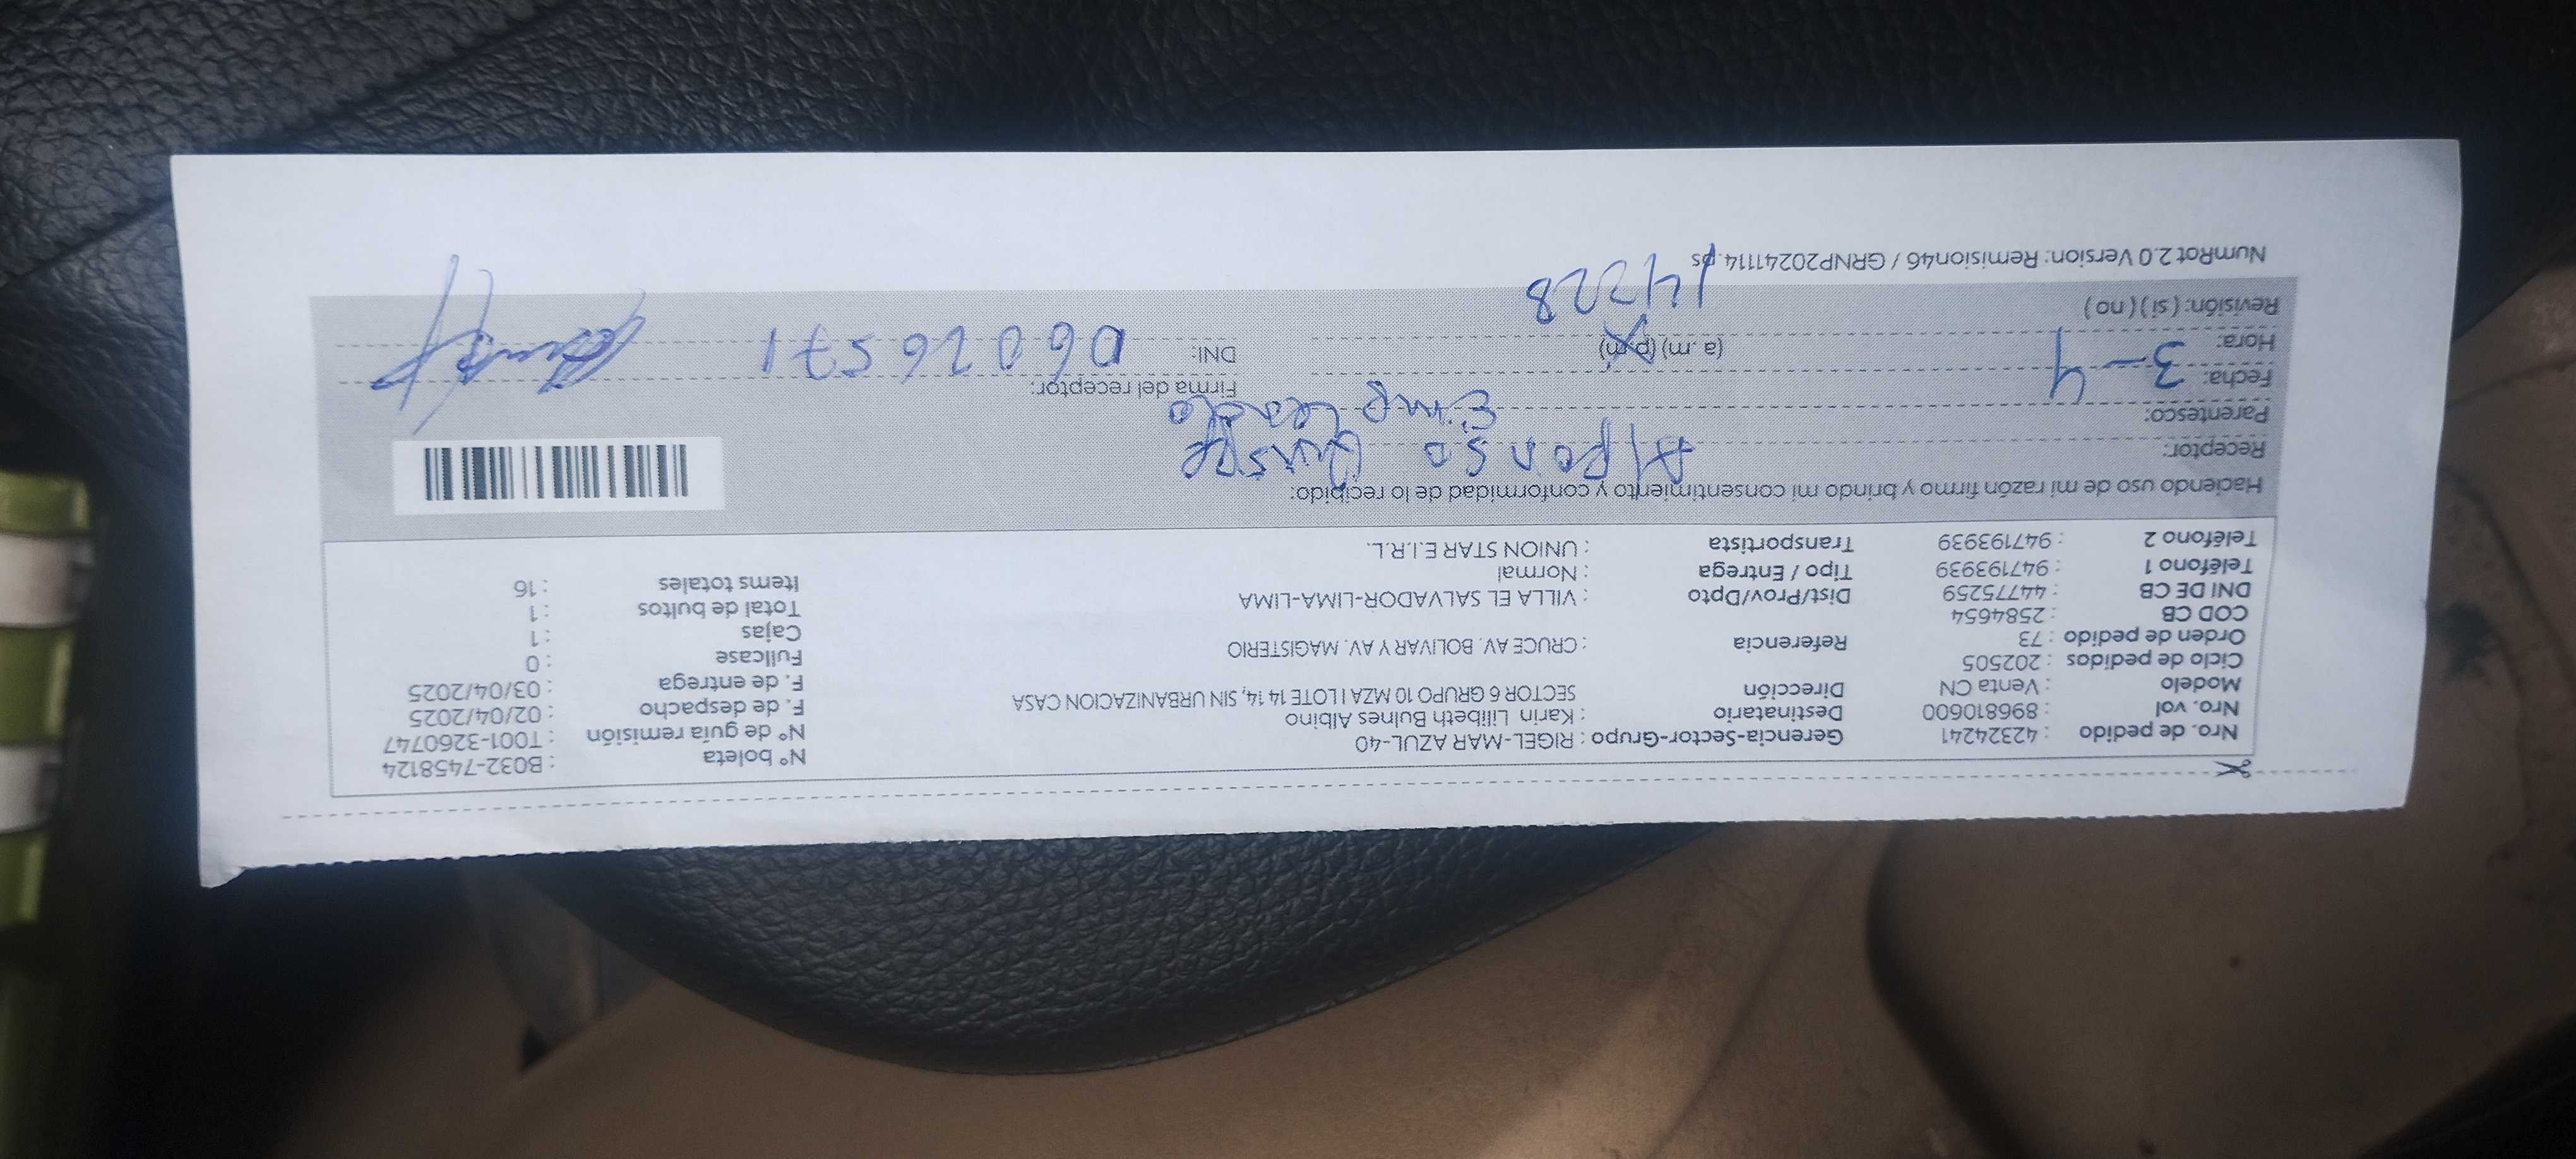 Nro. de pedido : 42324241 Gerencia-Sector-Grupo : RIGEL-MAR AZUL-40 N° boleta : B032-7458124
Nro. vol : 896810600 Destinatario : Karin Lilibeth Bulnes Albino N° de guía remisión : T001-3260747
Modelo : Venta CN Dirección SECTOR 6 GRUPO 10 MZA I LOTE 14 14, SIN URBANIZACION CASA F. de despacho : 02/04/2025
Ciclo de pedidos : 202505 F. de entrega : 03/04/2025
Orden de pedido : 73 Referencia : CRUCE AV. BOLIVAR Y AV. MAGISTERIO Fullcase : 0
COD CB : 2584654 Cajas : 1
DNI DE CB : 44775259 Dist/Prov/Dpto : VILLA EL SALVADOR-LIMA-LIMA Total de bultos : 1
Teléfono 1 : 947193939 Tipo / Entrega : Normal Items totales : 16
Teléfono 2 : 947193939 Transportista : UNION STAR E.I.R.L.
Haciendo uso de mi razón firmo y brindo mi consentimiento y conformidad de lo recibido:
Receptor: Alfonso Quispe
Parentesco: Empleado
Fecha: 3-4 Firma del receptor:
Hora: (a .m) (p.m) DNI: 06026571
Revisión: ( si ) ( no ) 14228
NumRot 2.0 Version: Remision46 / GRNP20241114.ps